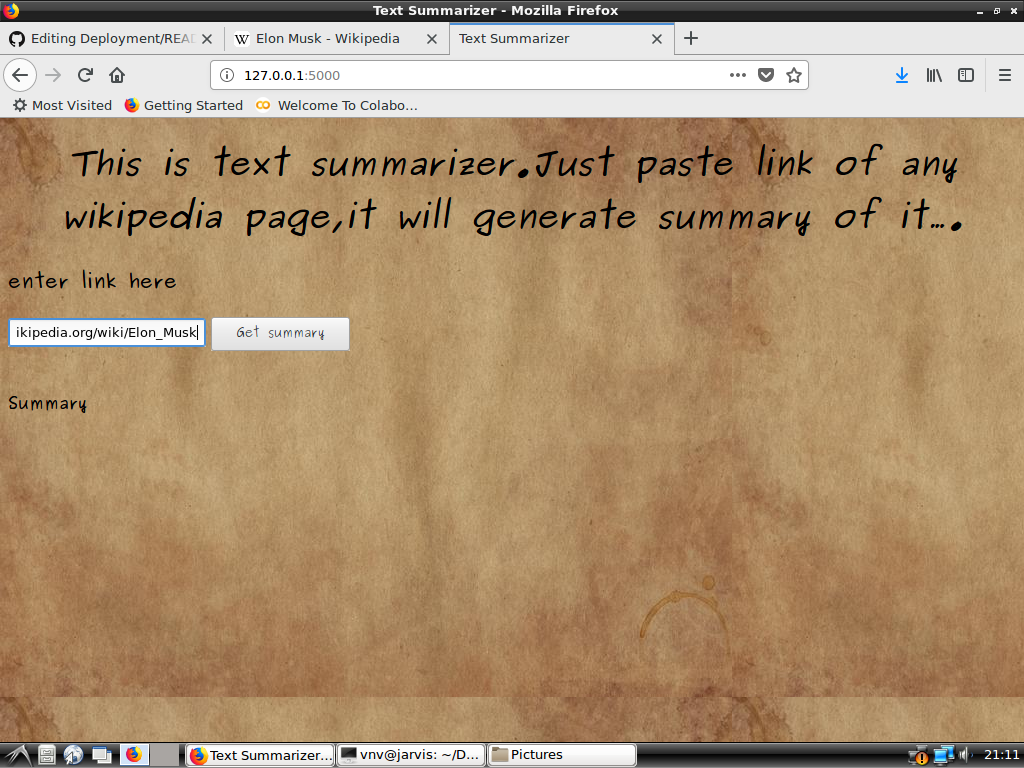 Text Summarizer - Mozilla Firefox
Editing Deployment/REA
Elon Musk - Wikipedia
Text Summarizer
127.0.0.1:5000
Most Visited
Getting Started
Welcome To Colabo…
This is text summarizer.Just paste link of any
wikipedia page,it will generate summary of it….
enter link here
ikipedia.org/wiki/Elon_Musk
Get summary
Summary
Text Summarizer...
vnv@jarvis: ~/D...
Pictures
21:11